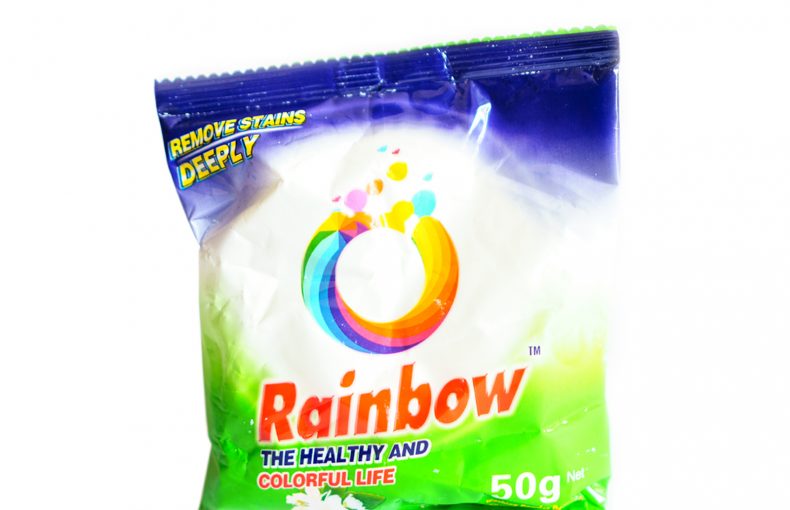 REMOVE STAINS
DEEPLY
TM
Rainbow
THE HEALTHY AND
COLORFUL LIFE
50g Net